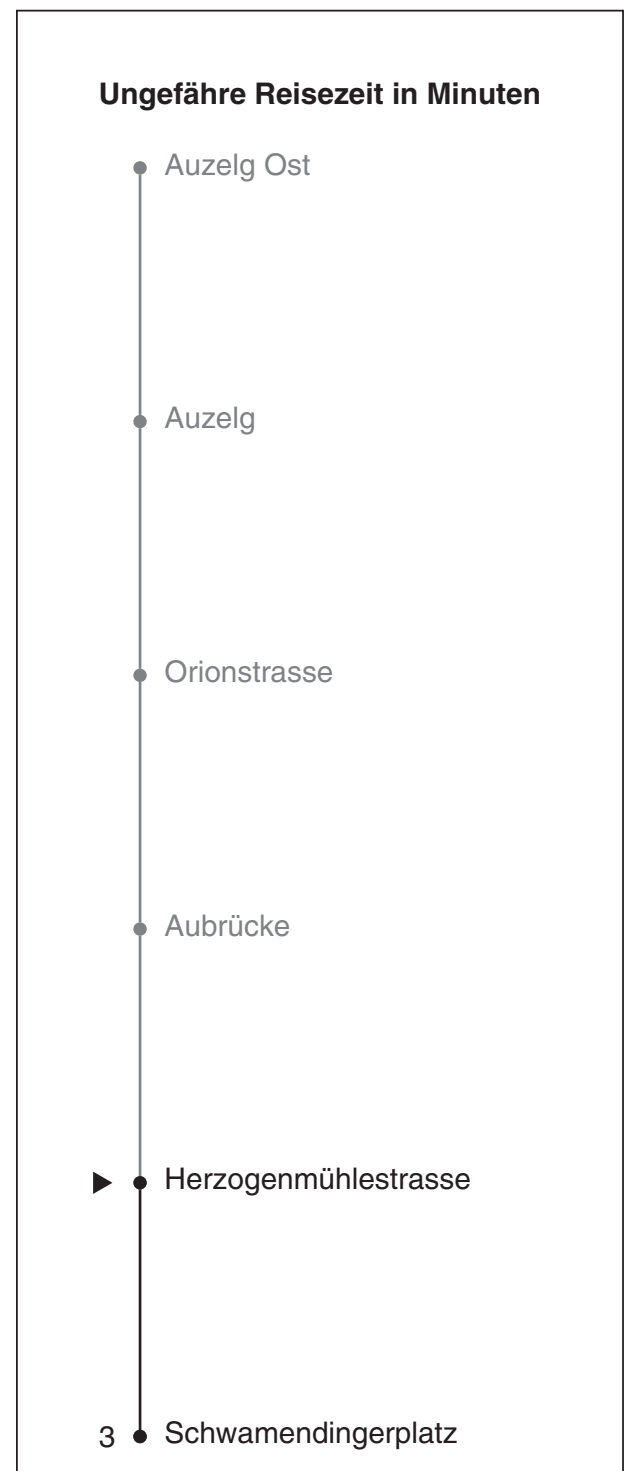 Ungefähre Reisezeit in Minuten
Auzelg Ost
Auzelg
Orionstrasse
Aubrücke
Herzogenmühlestrasse
3 Schwamendingerplatz